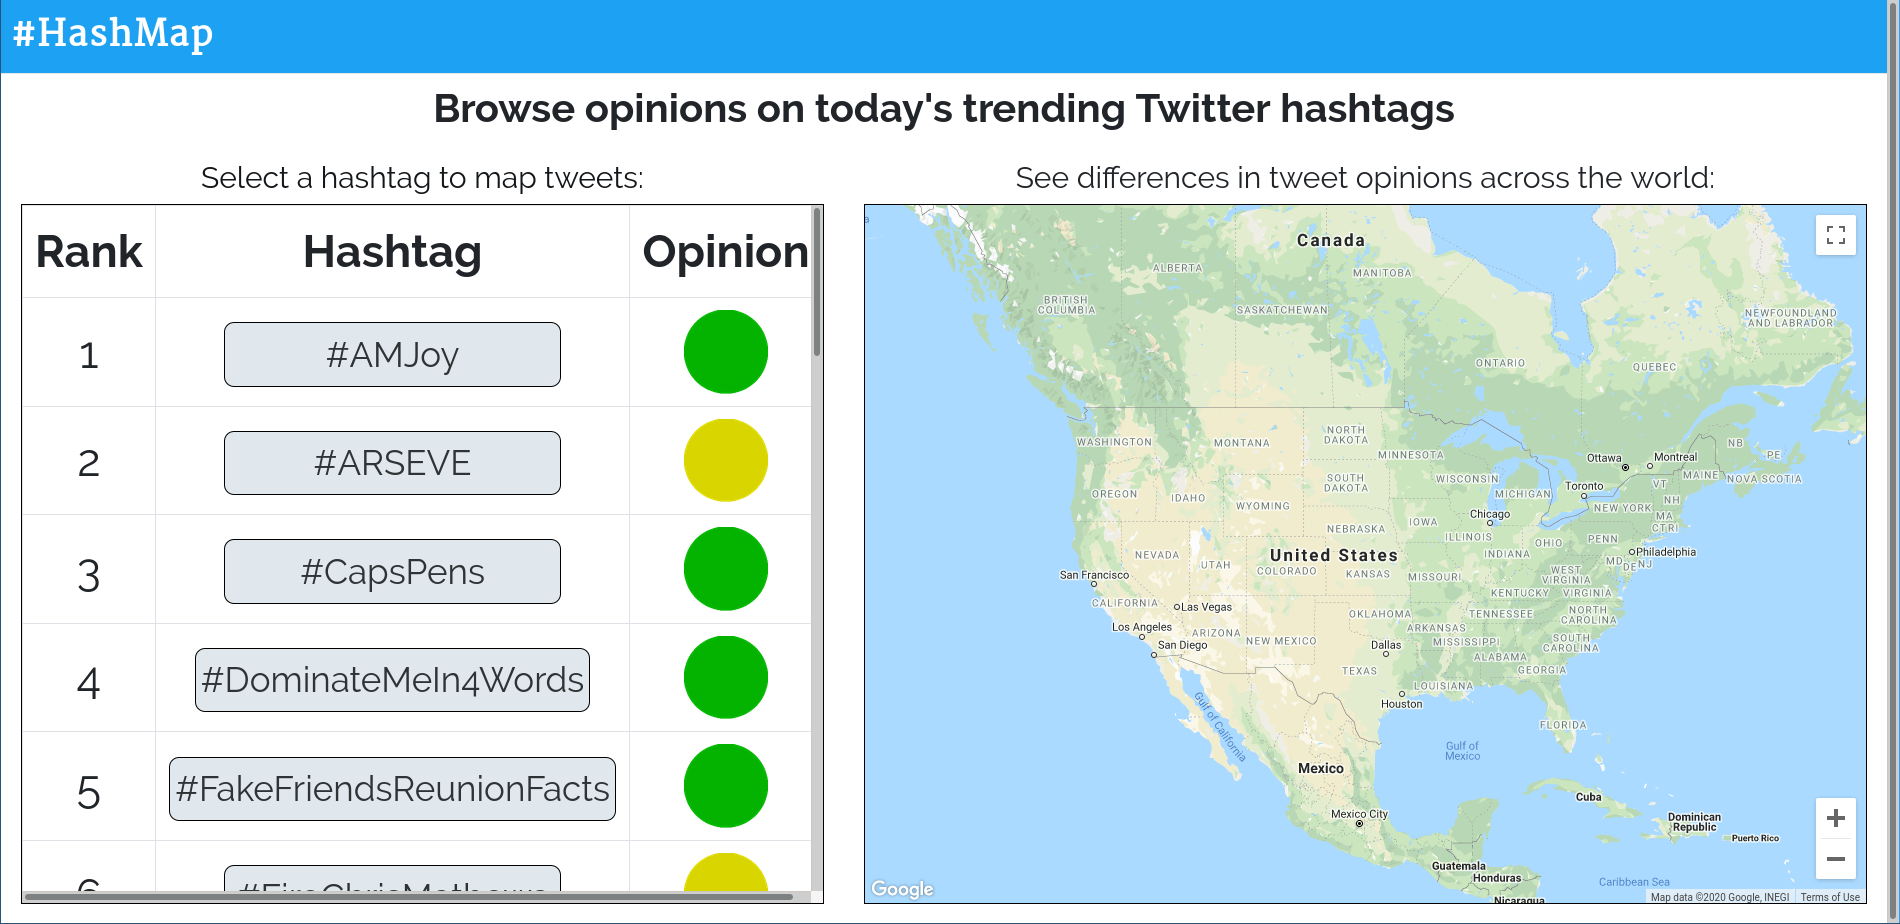 #HashMap
Browse opinions on today's trending Twitter hashtags
Select a hashtag to map tweets:
See differences in tweet opinions across the world:
Rank Hashtag Opinion
1 #AMJoy
2 #ARSEVE
3 #CapsPens
4 #DominateMeIn4Words
5 #FakeFriendsReunionFacts
6
Canada
ALBERTA
MANITOBA
BRITISH
COLUMBIA
SASKATCHEWAN
NEWFOUNDLAND
AND LABRADOR
ONTARIO
QUEBEC
WASHINGTON
MONTANA
NORTH
DAKOTA
MINNESOTA
Ottawa
Montreal
NB
PE
MAINE
NOVA SCOTIA
OREGON
IDAHO
SOUTH
DAKOTA
WISCONSIN
MICHIGAN
Toronto
VT
NH
WYOMING
NEW YORK
MA
CT RI
Chicago
IOWA
NEBRASKA
ILLINOIS
INDIANA
OHIO
PENN
Philadelphia
NEVADA
UTAH
United States
COLORADO
KANSAS
MISSOURI
WEST
VIRGINIA
MD
DE
NJ
San Francisco
CALIFORNIA
Las Vegas
KENTUCKY
VIRGINIA
OKLAHOMA
TENNESSEE
NORTH
CAROLINA
Los Angeles
ARIZONA
NEW MEXICO
ARKANSAS
MISSISSIPPI
SOUTH
CAROLINA
San Diego
Dallas
TEXAS
ALABAMA
GEORGIA
LOUISIANA
Houston
FLORIDA
Gulf of California
Gulf of
Mexico
Mexico
Mexico City
Cuba
Dominican
Republic
Puerto Rico
Guatemala
Honduras
Caribbean Sea
Nicaragua
Google
Map data ©2020 Google, INEGI
Terms of Use